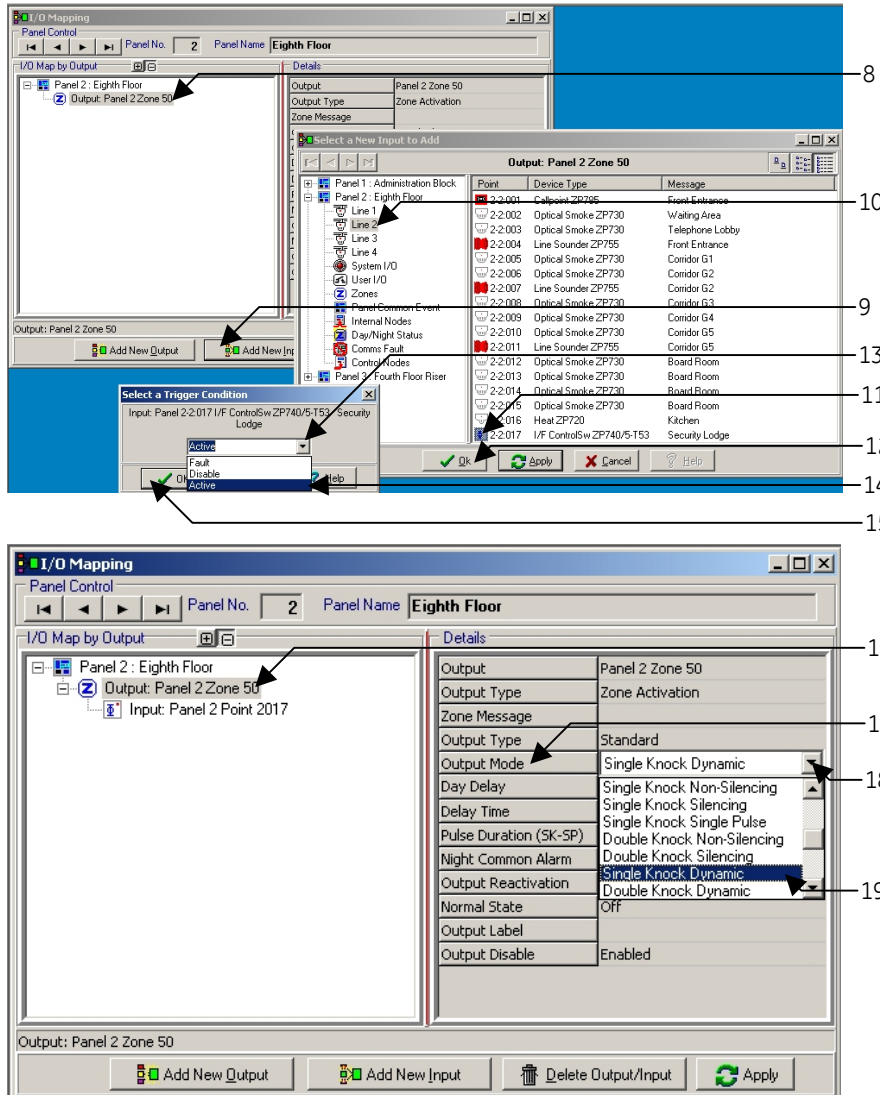 I/O Mapping
Panel Control
Panel No. 2 Panel Name Eighth Floor
I/O Map by Output
Details
Panel 2 : Eighth Floor
Output: Panel 2 Zone 50
Output Panel 2 Zone 50
Output Type Zone Activation
Zone Message
8
Select a New Input to Add
Output: Panel 2 Zone 50
Panel 1 : Administration Block
Panel 2 : Eighth Floor
Line 1
Line 2
Line 3
Line 4
System I/O
User I/O
Zones
Panel Common Event
Internal Nodes
Day/Night Status
Comms Fault
Control Nodes
Panel 3 : Fourth Floor Riser
Point Device Type Message
2-2:001 Callpoint ZP785 Front Entrance
2-2:002 Optical Smoke ZP730 Waiting Area
2-2:003 Optical Smoke ZP730 Telephone Lobby
2-2:004 Line Sounder ZP755 Front Entrance
2-2:005 Optical Smoke ZP730 Corridor G1
2-2:006 Optical Smoke ZP730 Corridor G2
2-2:007 Line Sounder ZP755 Corridor G2
2-2:008 Optical Smoke ZP730 Corridor G3
2-2:009 Optical Smoke ZP730 Corridor G4
2-2:010 Optical Smoke ZP730 Corridor G5
2-2:011 Line Sounder ZP755 Corridor G5
2-2:012 Optical Smoke ZP730 Board Room
2-2:013 Optical Smoke ZP730 Board Room
2-2:014 Optical Smoke ZP730 Board Room
2-2:015 Optical Smoke ZP730 Board Room
:016 Heat ZP720 Kitchen
2-2:017 I/F ControlSw ZP740/5-T53 Security Lodge
10
9
13
11
14
Output: Panel 2 Zone 50
Add New Output
Add New Inp
Ok
Apply
Cancel
Help
Select a Trigger Condition
Input: Panel 2-2:017 I/F ControlSw ZP740/5-T53 Security
Lodge
Active
Fault
Disable
Active
Help
I/O Mapping
Panel Control
Panel No. 2 Panel Name Eighth Floor
I/O Map by Output
Details
Panel 2 : Eighth Floor
Output: Panel 2 Zone 50
Input: Panel 2 Point 2017
Output Panel 2 Zone 50
Output Type Zone Activation
Zone Message
Output Type Standard
Output Mode Single Knock Dynamic
Day Delay
Delay Time
Pulse Duration (SK-SP)
Night Common Alarm
Output Reactivation
Normal State Off
Output Label
Output Disable Enabled
Single Knock Non-Silencing
Single Knock Silencing
Single Knock Single Pulse
Double Knock Non-Silencing
Double Knock Silencing
Single Knock Dynamic
Double Knock Dynamic
18
19
Output: Panel 2 Zone 50
Add New Output
Add New Input
Delete Output/Input
Apply